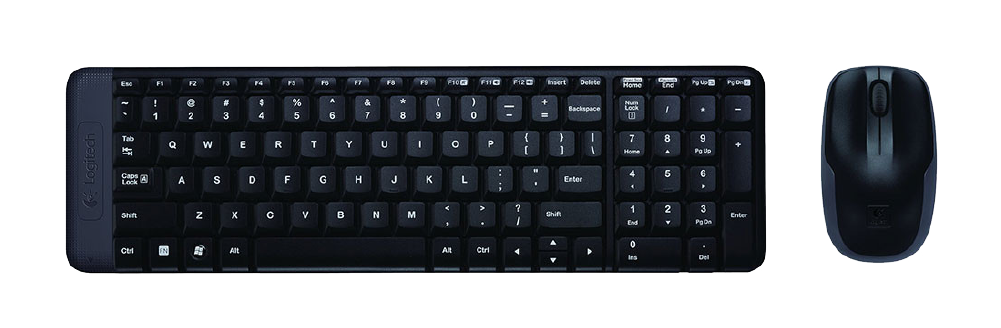 Logitech
Esc F1 F2 F3 F4 F5 F6 F7 F8 F9 F10 F11 F12 Insert Delete Home End Pg Up Pg Dn
~ ! @ # $ % ^ & * ( ) — +
` 1 2 3 4 5 6 7 8 9 0 - = Backspace Num Lock / * −
Tab Q W E R T Y U I O P { [ } ] | \ 7 Home 8 ▲ 9 Pg Up +
Caps Lock A A S D F G H J K L : ; " ' Enter 4 5 6
Shift Z X C V B N M < , > . ? / Shift 1 End 2 ▼ 3 Pg Dn Enter
Ctrl FN Alt Alt Ctrl ◄ ▲ ▼ ► 0 Ins . Del